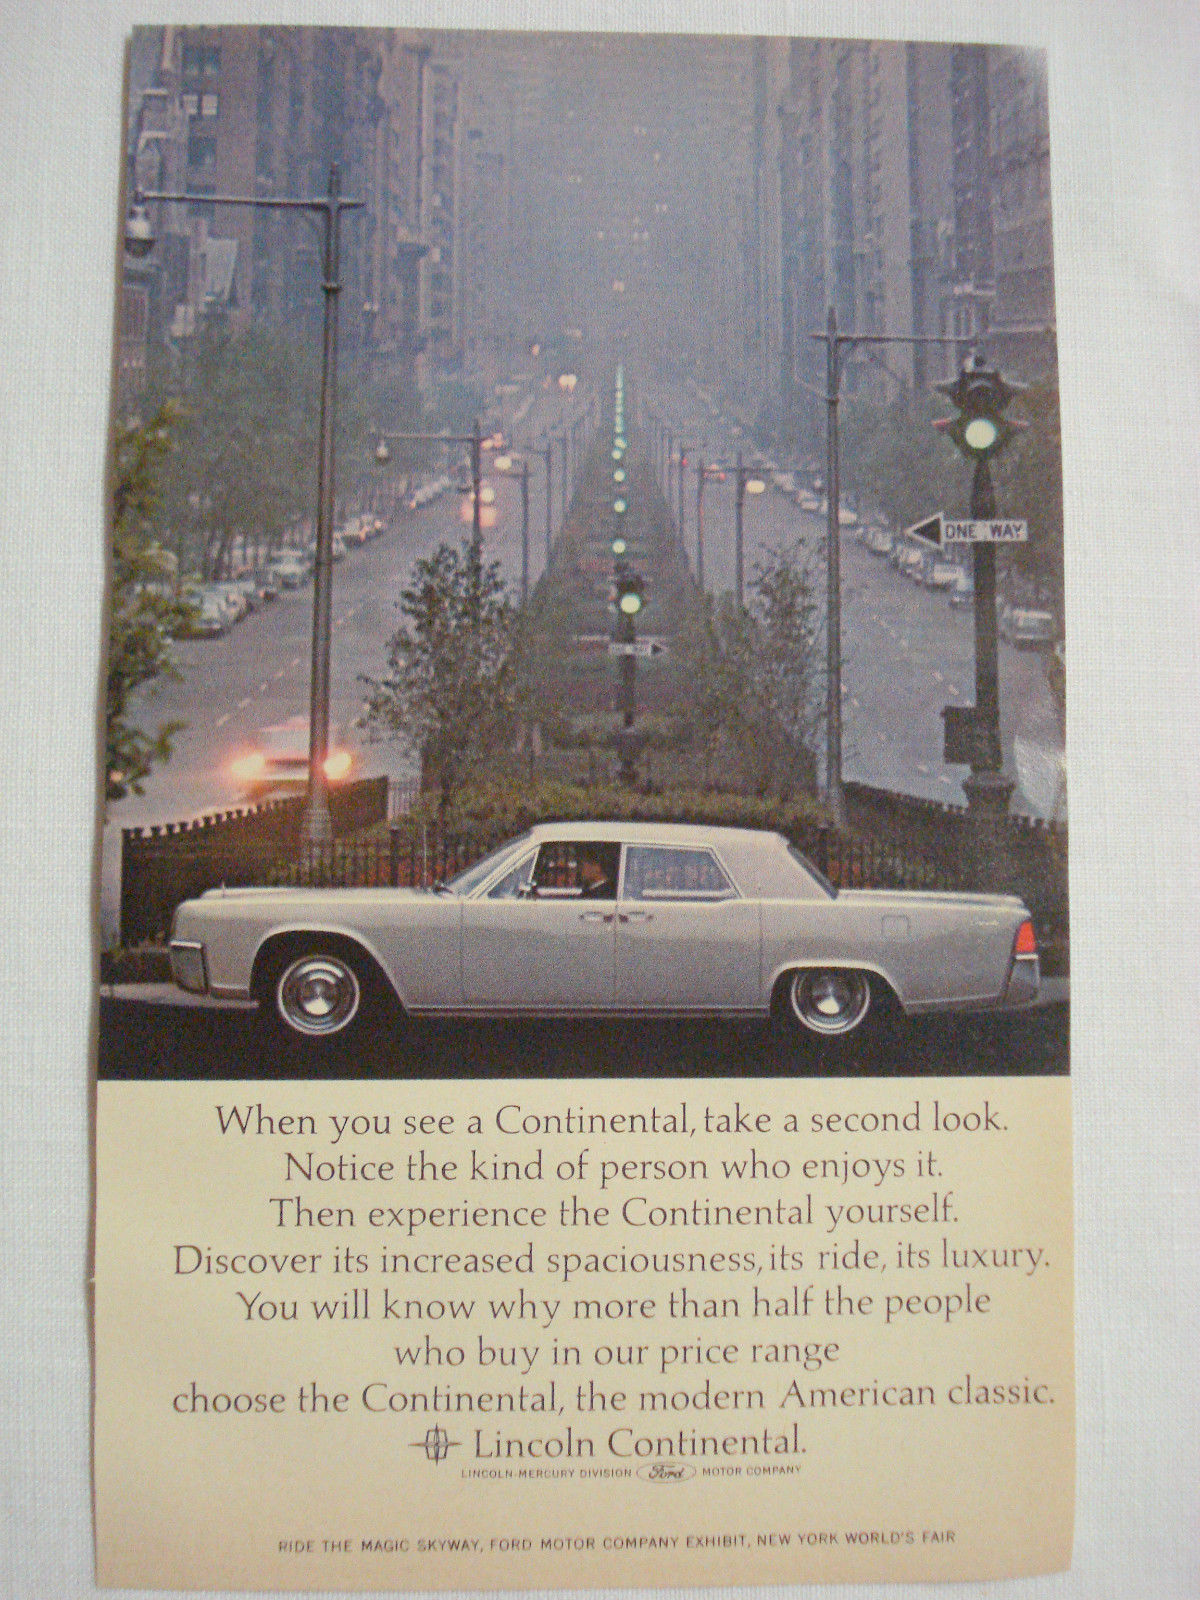 ONE WAY
ONE WAY
When you see a Continental, take a second look.
Notice the kind of person who enjoys it.
Then experience the Continental yourself.
Discover its increased spaciousness, its ride, its luxury.
You will know why more than half the people
who buy in our price range
choose the Continental, the modern American classic.
Lincoln Continental.
LINCOLN-MERCURY DIVISION Ford MOTOR COMPANY
RIDE THE MAGIC SKYWAY, FORD MOTOR COMPANY EXHIBIT, NEW YORK WORLD'S FAIR